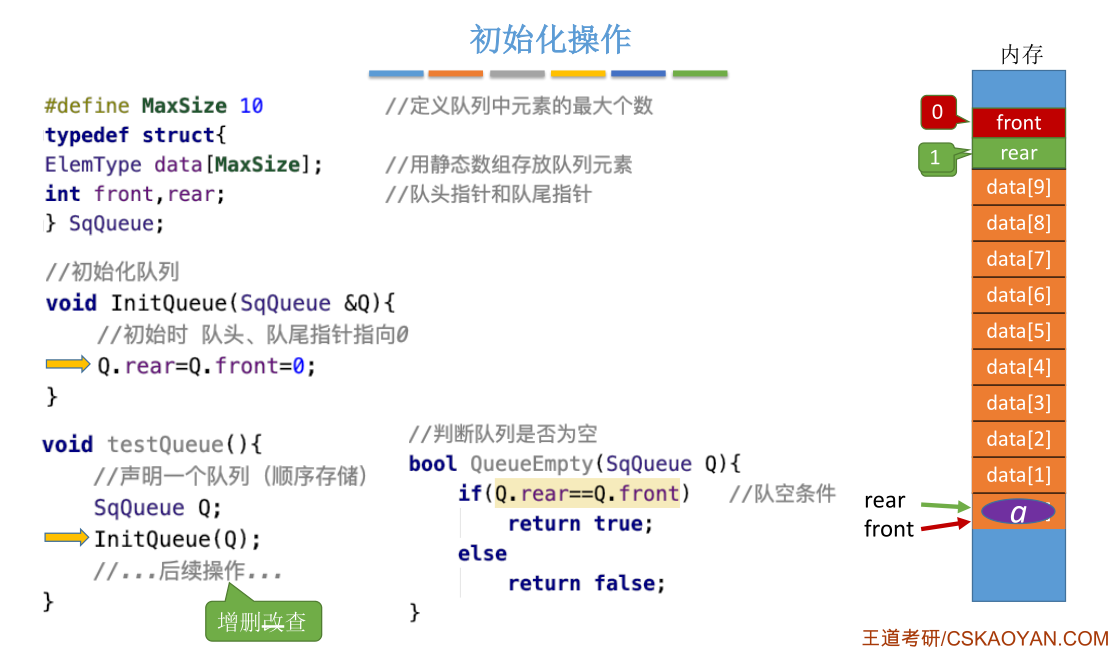 初始化操作
#define MaxSize 10 //定义队列中元素的最大个数
typedef struct{
ElemType data[MaxSize]; //用静态数组存放队列元素
int front,rear; //队头指针和队尾指针
} SqQueue;
//初始化队列
void InitQueue(SqQueue &Q){
//初始时 队头、队尾指针指向0
Q.rear=Q.front=0;
}
void testQueue(){
//声明一个队列（顺序存储）
SqQueue Q;
InitQueue(Q);
//...后续操作...
}
增删改查
//判断队列是否为空
bool QueueEmpty(SqQueue Q){
if(Q.rear==Q.front) //队空条件
return true;
else
return false;
}
内存
0
front
1
rear
data[9]
data[8]
data[7]
data[6]
data[5]
data[4]
data[3]
data[2]
data[1]
rear
front
a
王道考研/CSKAOYAN.COM